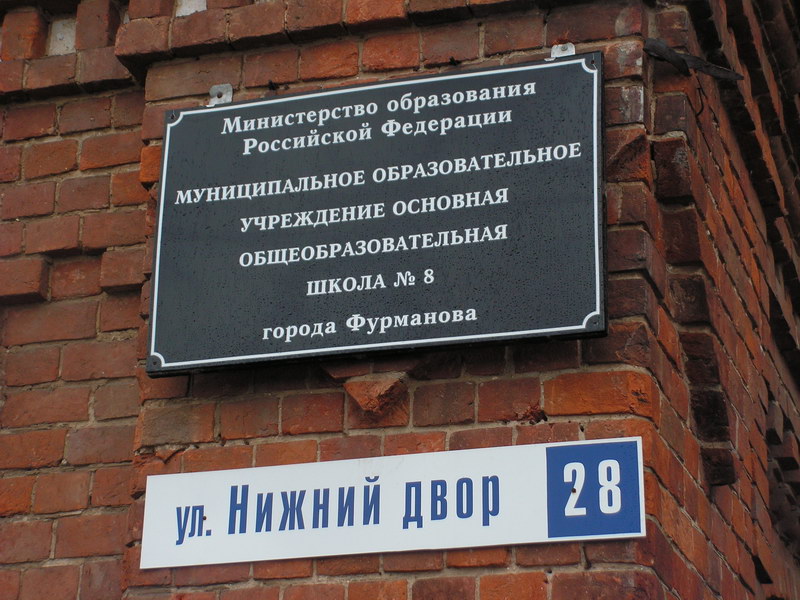 Министерство образования
Российской Федерации
МУНИЦИПАЛЬНОЕ ОБРАЗОВАТЕЛЬНОЕ
УЧРЕЖДЕНИЕ ОСНОВНАЯ
ОБЩЕОБРАЗОВАТЕЛЬНАЯ
ШКОЛА № 8
города Фурманова
ул. Нижний двор 28